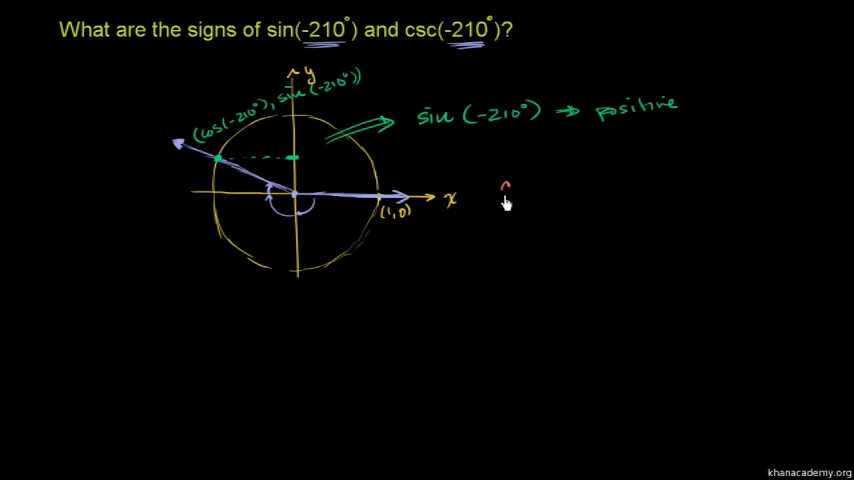 What are the signs of sin(-210°) and csc(-210°)?
y
(cos(-210°), sin(-210°))
sin (-210°) ⇒ positive
x
(1,0)
khanacademy.org